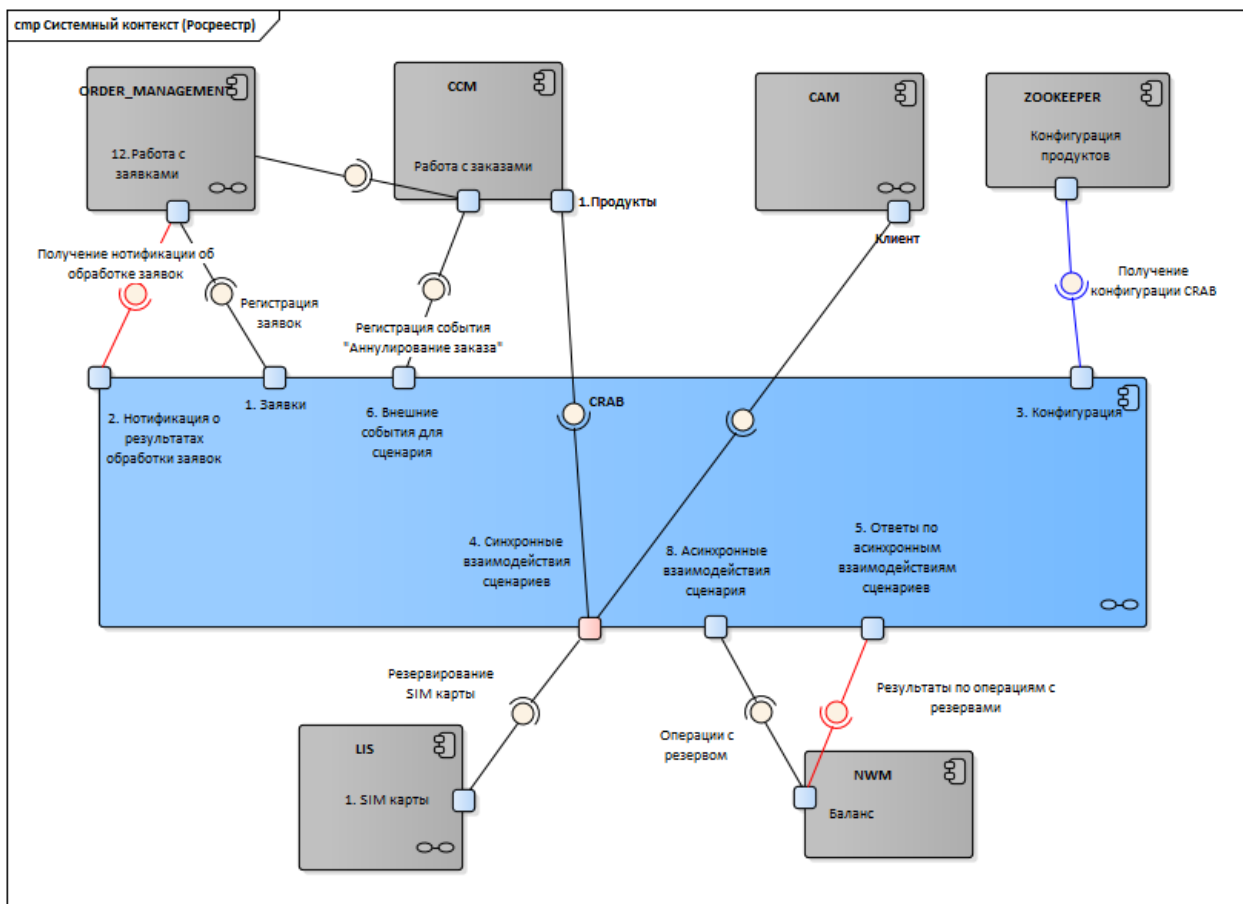 cmp Системный контекст (Росреестр)
ORDER_MANAGEMENT
12.Работа с
заявками
CCM
Работа с заказами
1.Продукты
CAM
Клиент
ZOOKEEPER
Конфигурация
продуктов
Получение нотификации об
обработке заявок
Регистрация
заявок
Регистрация события
"Аннулирование заказа"
Получение
конфигурации CRAB
2. Нотификация о
результатах
обработки заявок
1. Заявки
6. Внешние
события для
сценария
CRAB
3. Конфигурация
4. Синхронные
взаимодействия
сценариев
8. Асинхронные
взаимодействия
сценария
5. Ответы по
асинхронным
взаимодействиям
сценариев
Резервирование
SIM карты
Операции с
резервом
Результаты по операциям с
резервами
LIS
1. SIM карты
NWM
Баланс